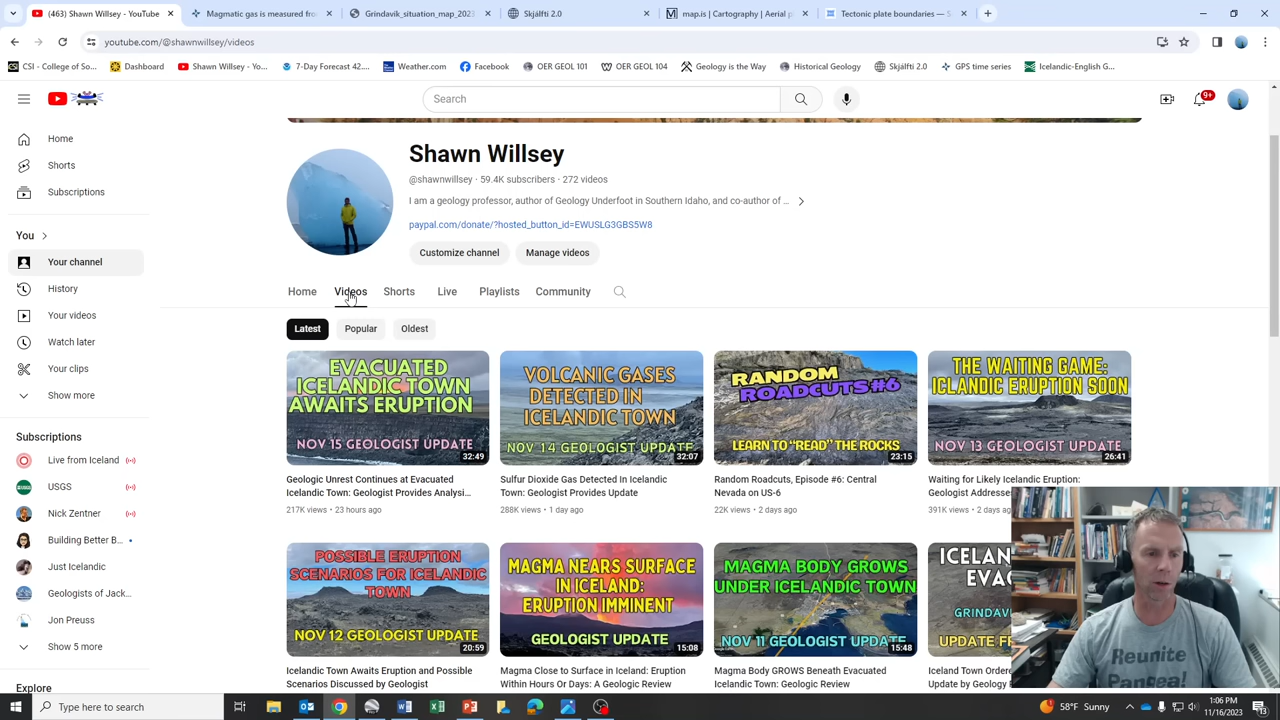 (463) Shawn Willsey - YouTube
Magmatic gas is measured fro
Grindavik_situation_map_2023
Skjálfti 2.0
map.is | Cartography | Aerial p
Tectonic plate boundaries — S
youtube.com/@shawnwillsey/videos
CSI - College of So...
Dashboard
Shawn Willsey - Yo...
7-Day Forecast 42....
Weather.com
Facebook
OER GEOL 101
OER GEOL 104
Geology is the Way
Historical Geology
Skjálfti 2.0
GPS time series
Icelandic-English G...
Search
9+
Home
Shorts
Subscriptions
You
Your channel
History
Your videos
Watch later
Your clips
Show more
Subscriptions
Live from Iceland
USGS
Nick Zentner
Building Better B...
Just Icelandic
Geologists of Jack...
Jon Preuss
Show 5 more
Explore
Shawn Willsey
@shawnwillsey · 59.4K subscribers · 272 videos
I am a geology professor, author of Geology Underfoot in Southern Idaho, and co-author of ...
paypal.com/donate/?hosted_button_id=EWUSLG3GBS5W8
Customize channel
Manage videos
Home
Videos
Shorts
Live
Playlists
Community
Latest
Popular
Oldest
EVACUATED
ICELANDIC TOWN
AWAITS ERUPTION
NOV 15 GEOLOGIST UPDATE
32:49
Geologic Unrest Continues at Evacuated
Icelandic Town: Geologist Provides Analysi...
217K views · 23 hours ago
VOLCANIC GASES
DETECTED IN
ICELANDIC TOWN
NOV 14 GEOLOGIST UPDATE
32:07
Sulfur Dioxide Gas Detected In Icelandic
Town: Geologist Provides Update
288K views · 1 day ago
RANDOM
ROADCUTS #6
LEARN TO "READ" THE ROCKS
23:15
Random Roadcuts, Episode #6: Central
Nevada on US-6
22K views · 2 days ago
THE WAITING GAME:
ICLANDIC ERUPTION SOON
NOV 13 GEOLOGIST UPDATE
26:41
Waiting for Likely Icelandic Eruption:
Geologist Addresse
391K views · 2 days ag
POSSIBLE ERUPTION
SCENARIOS FOR ICELANDIC
TOWN
NOV 12 GEOLOGIST UPDATE
20:59
Icelandic Town Awaits Eruption and Possible
Scenarios Discussed by Geologist
MAGMA NEARS SURFACE
IN ICELAND:
ERUPTION IMMINENT
GEOLOGIST UPDATE
15:08
Magma Close to Surface in Iceland: Eruption
Within Hours Or Days: A Geologic Review
MAGMA BODY GROWS
UNDER ICELANDIC TOWN
NOV 11 GEOLOGIST UPDATE
15:48
Magma Body GROWS Beneath Evacuated
Icelandic Town: Geologic Review
ICELAN
EVAC
GRINDAV
UPDATE F
Iceland Town Ordere
Update by Geology F
Reunite
Pangea!
Type here to search
58°F Sunny
1:06 PM
11/16/2023